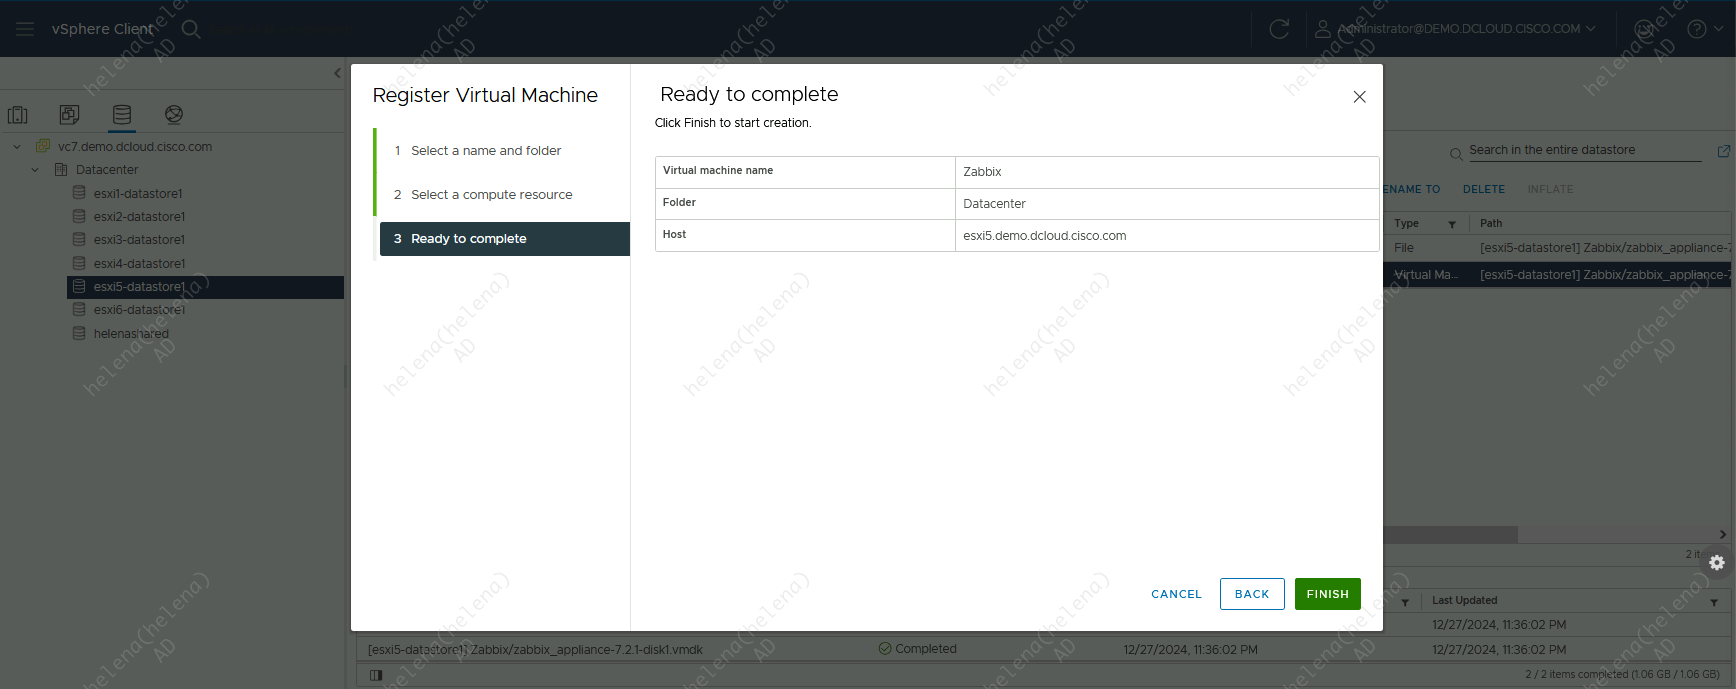 vSphere Client
Administrator@DEMO.DCLOUD.CISCO.COM
vc7.demo.dcloud.cisco.com
Datacenter
esxi1-datastore1
esxi2-datastore1
esxi3-datastore1
esxi4-datastore1
esxi5-datastore1
esxi6-datastore1
helenashared
Register Virtual Machine
1 Select a name and folder
2 Select a compute resource
3 Ready to complete
Ready to complete
Click Finish to start creation.
Virtual machine name Zabbix
Folder Datacenter
Host esxi5.demo.dcloud.cisco.com
CANCEL BACK FINISH
Search in the entire datastore
ENAME TO DELETE INFLATE
Type Path
File [esxi5-datastore1] Zabbix/zabbix_appliance-7
Virtual Ma... [esxi5-datastore1] Zabbix/zabbix_appliance-7
2 ite
Last Updated
12/27/2024, 11:36:02 PM
[esxi5-datastore1] Zabbix/zabbix_appliance-7.2.1-disk1.vmdk Completed 12/27/2024, 11:36:02 PM 12/27/2024, 11:36:02 PM
2 / 2 items completed (1.06 GB / 1.06 GB)
helena(helena)
AD